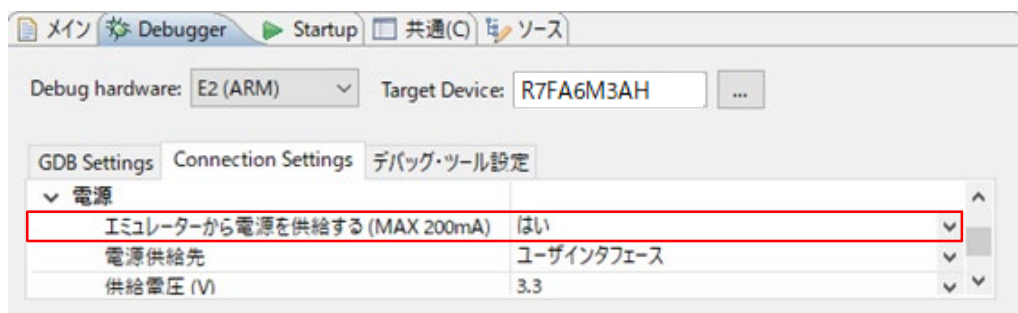 メイン Debugger Startup 共通(C) ソース
Debug hardware: E2 (ARM) Target Device: R7FA6M3AH ...
GDB Settings Connection Settings デバッグ・ツール設定
電源
エミュレーターから電源を供給する (MAX 200mA) はい
電源供給先 ユーザインタフェース
供給電圧 (V) 3.3